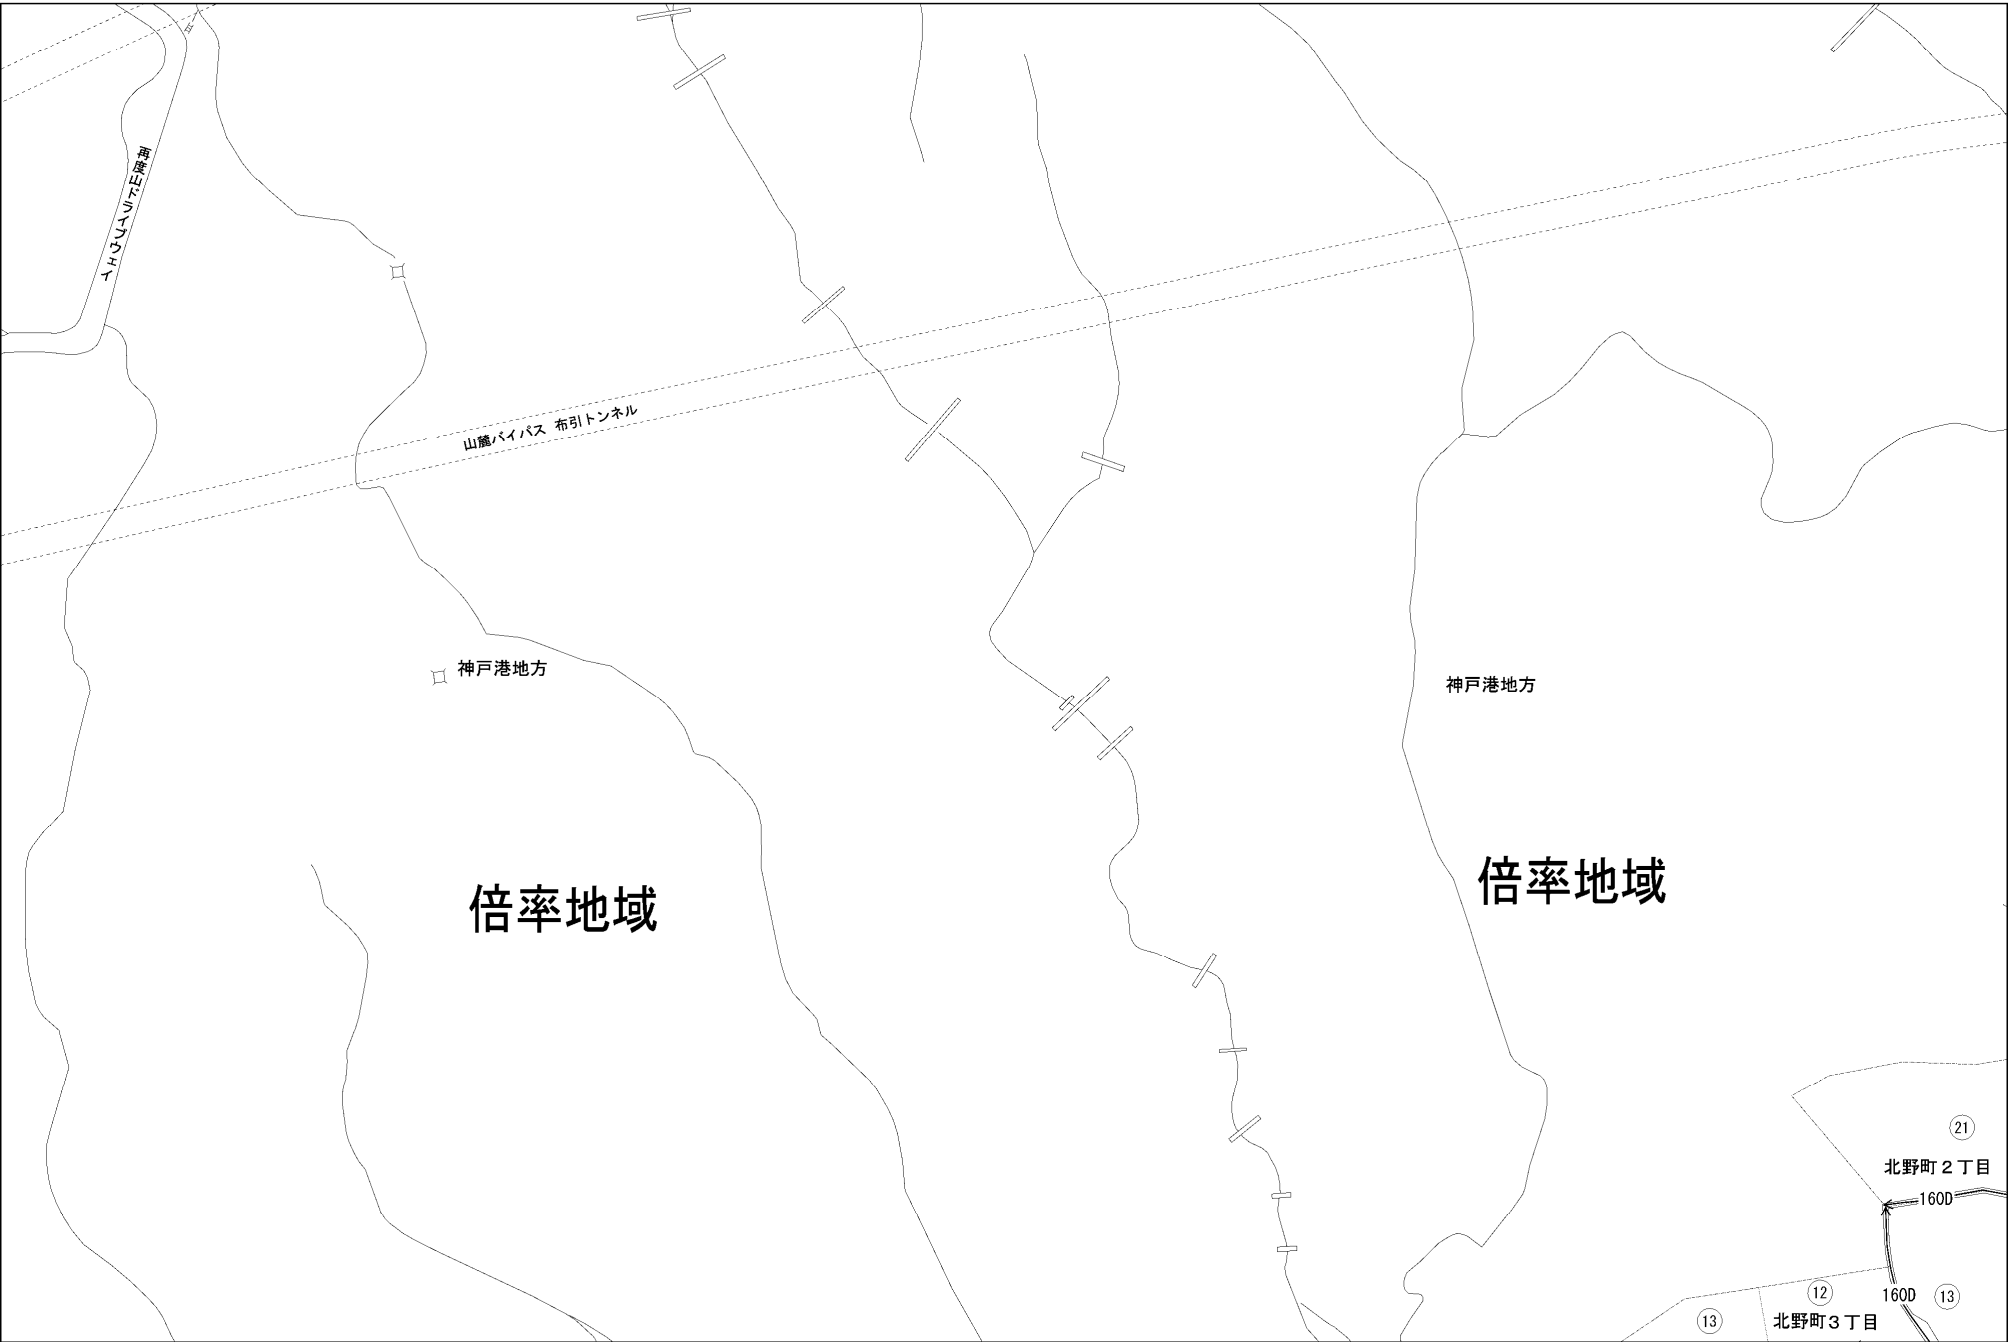 再度山ドライブウェイ
山麓バイパス 布引トンネル
神戸港地方
神戸港地方
倍率地域
倍率地域
21
北野町2丁目
160D
12
160D
13
13
北野町3丁目